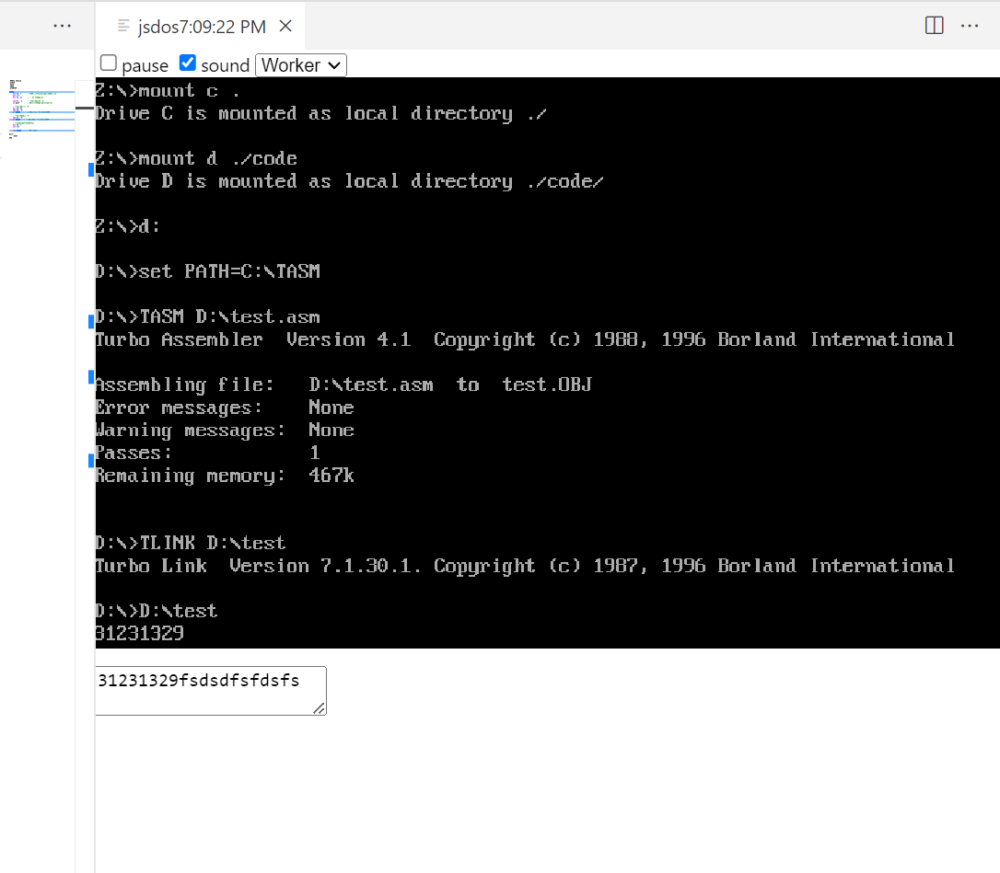 jsdos7:09:22 PM
pause sound Worker
Z:\>mount c .
Drive C is mounted as local directory ./
Z:\>mount d ./code
Drive D is mounted as local directory ./code/
Z:\>d:
D:\>set PATH=C:\TASM
D:\>TASM D:\test.asm
Turbo Assembler  Version 4.1  Copyright (c) 1988, 1996 Borland International
Assembling file:   D:\test.asm  to  test.OBJ
Error messages:    None
Warning messages:  None
Passes:            1
Remaining memory:  467k
D:\>TLINK D:\test
Turbo Link  Version 7.1.30.1. Copyright (c) 1987, 1996 Borland International
D:\>D:\test
31231329
31231329fsdsdfsfdsfs